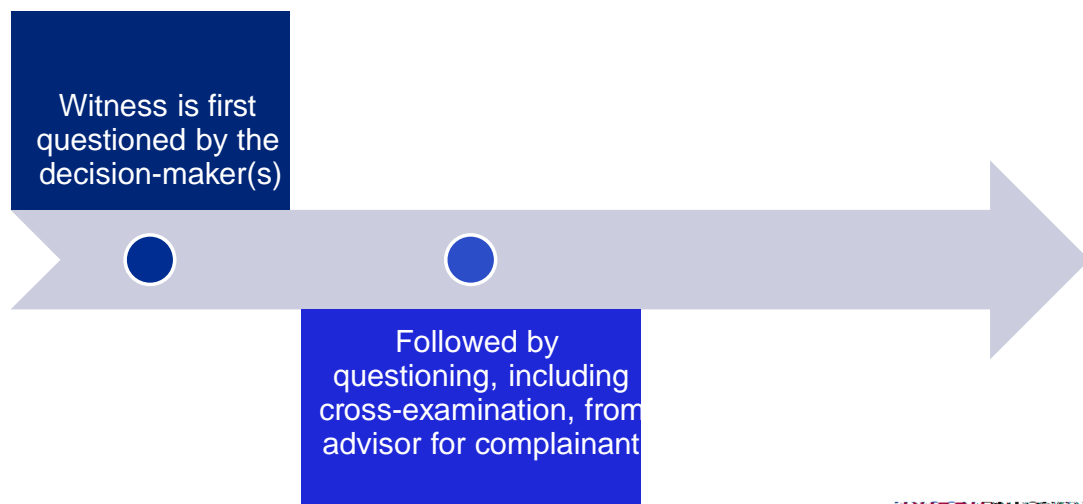 Witness is first
questioned by the
decision-maker(s)
Followed by
questioning, including
cross-examination, from
advisor for complainant